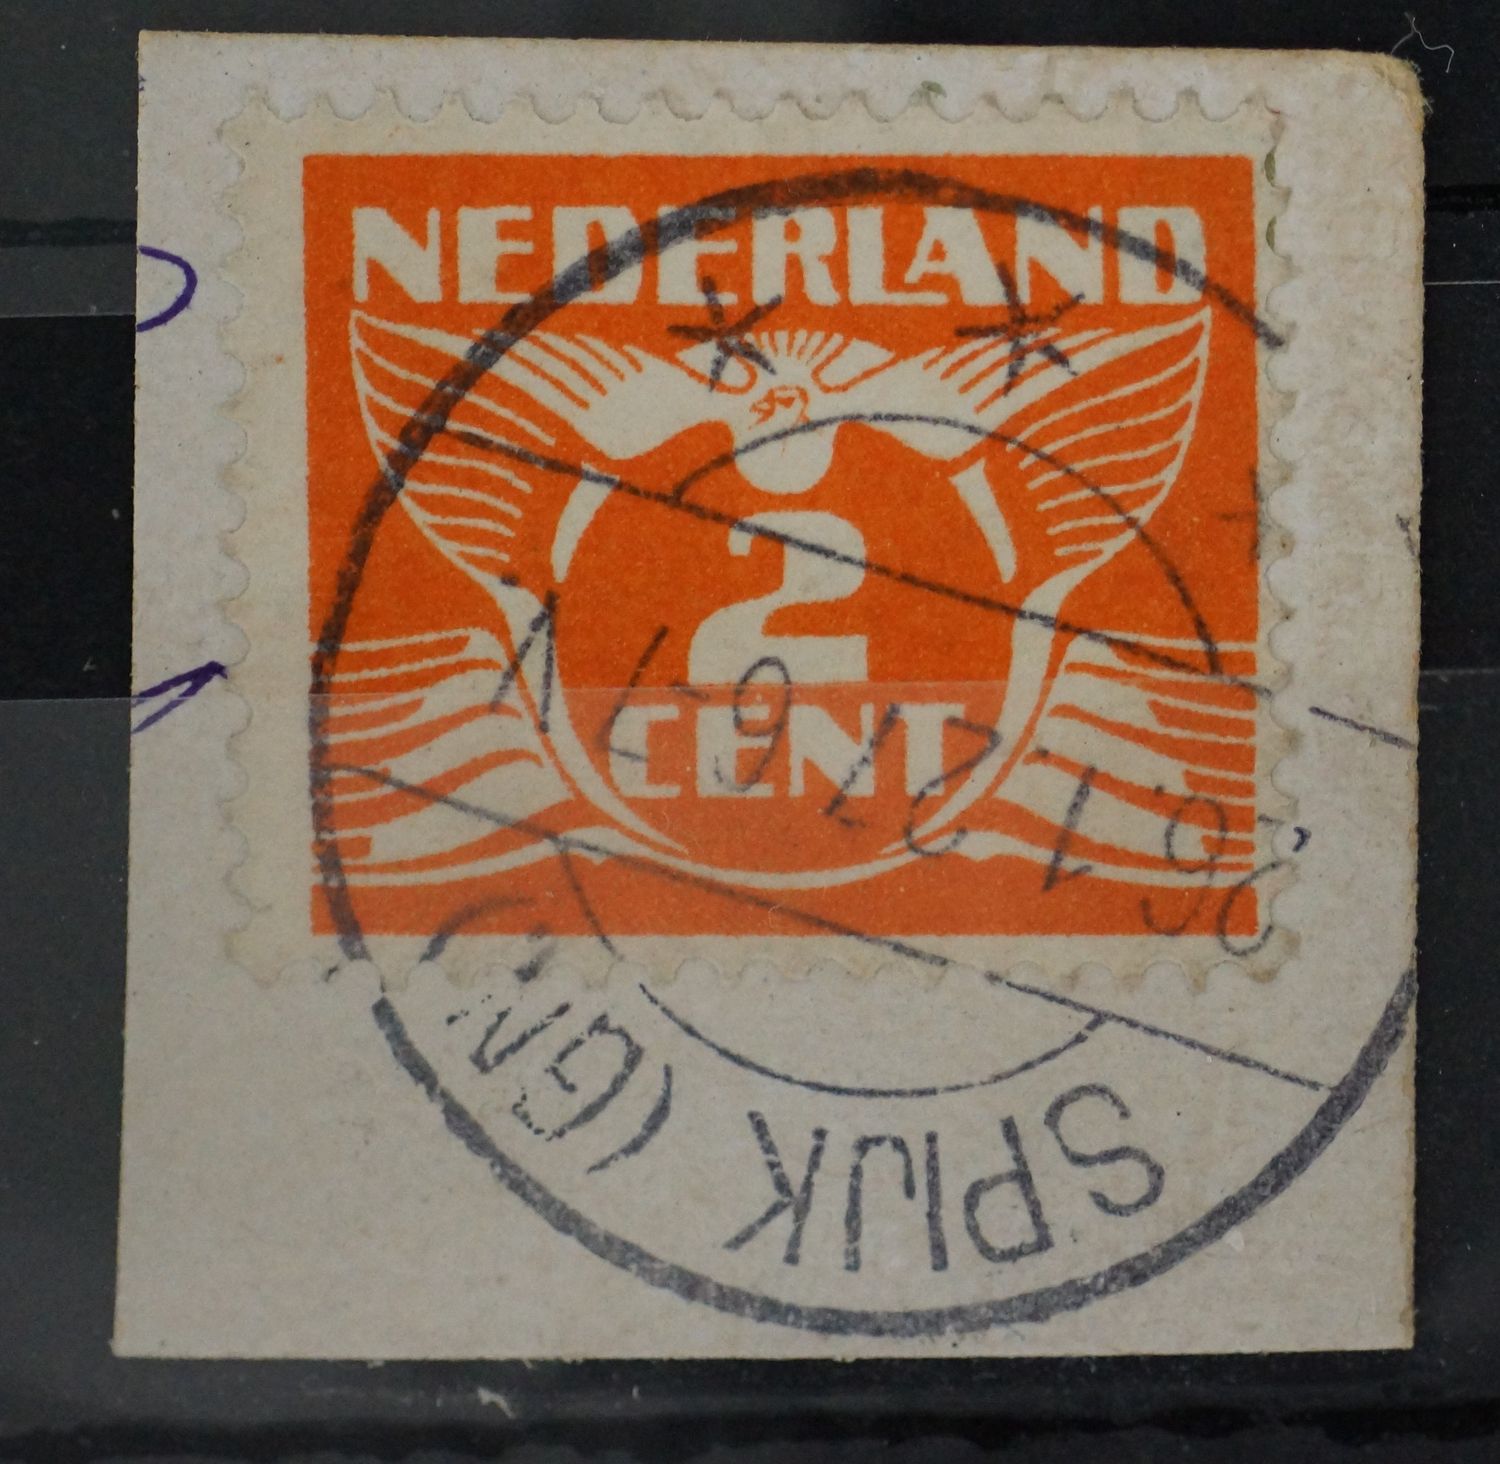 NEDERLAND
2
CENT
SPIJK (GN.)